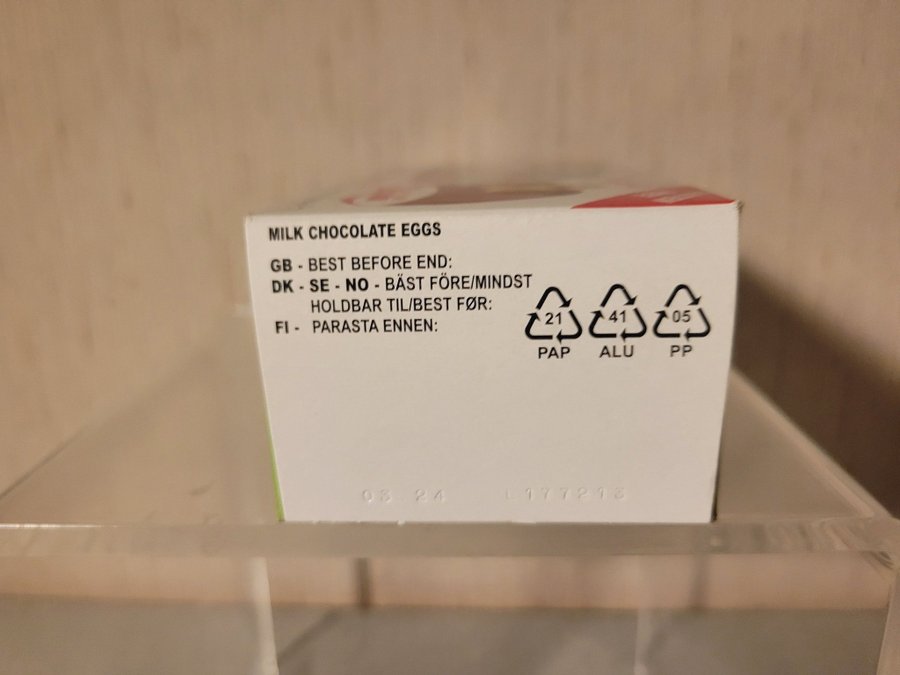 MILK CHOCOLATE EGGS
GB - BEST BEFORE END:
DK - SE - NO - BÄST FÖRE/MINDST
HOLDBAR TIL/BEST FØR:
FI - PARASTA ENNEN:
21 41 05
PAP ALU PP
03 24 L177213